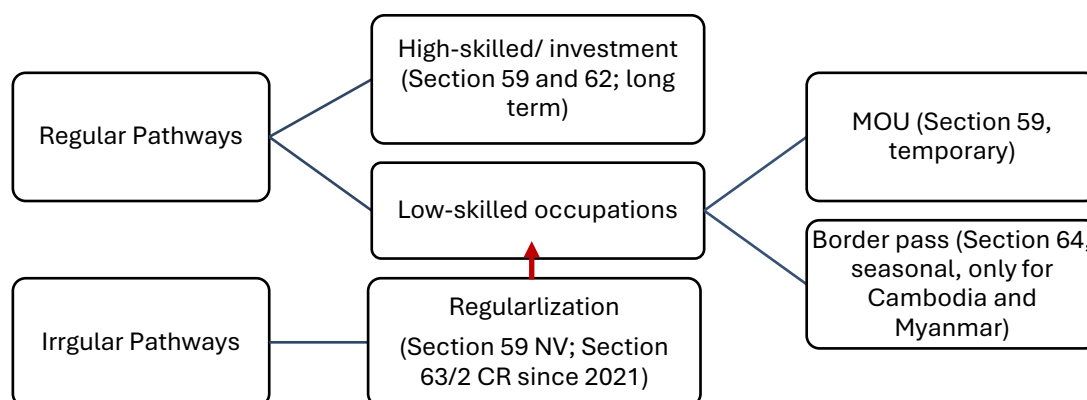 High-skilled/ investment
(Section 59 and 62; long
term)
Regular Pathways
MOU (Section 59,
temporary)
Low-skilled occupations
Border pass (Section 64,
seasonal, only for
Cambodia and
Myanmar)
Regularlization
(Section 59 NV; Section
63/2 CR since 2021)
Irrgular Pathways